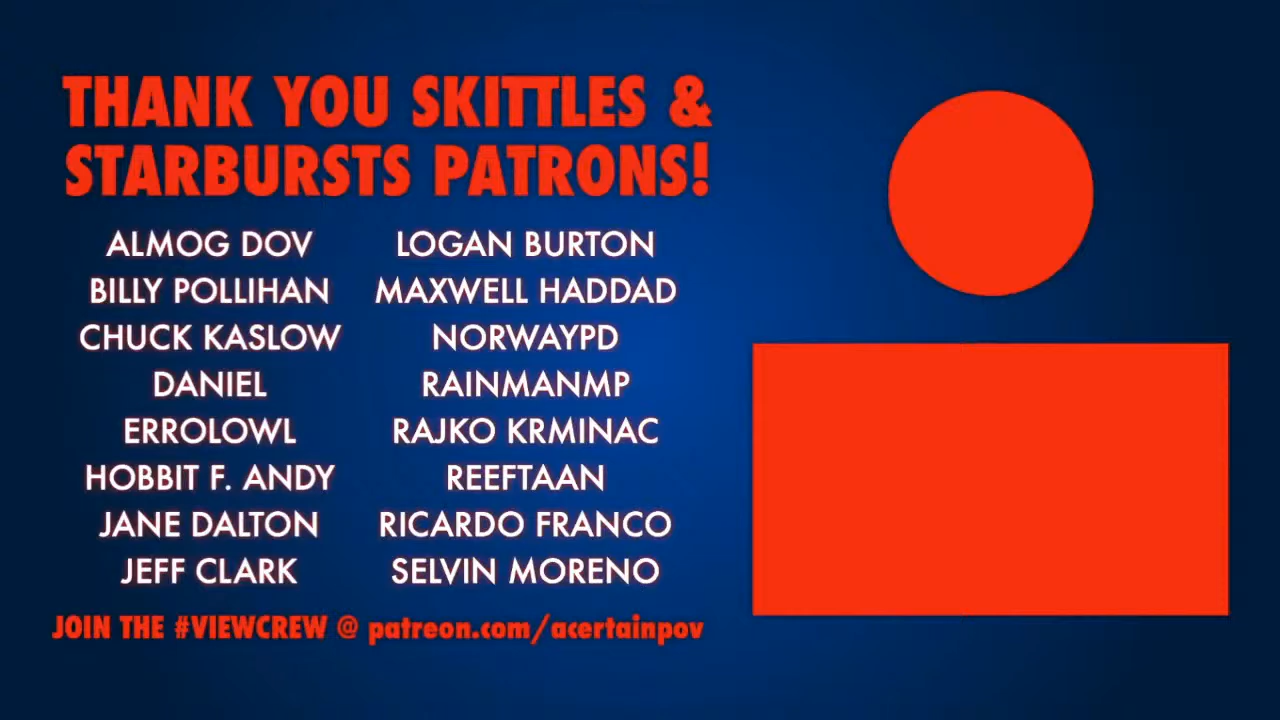 THANK YOU SKITTLES &
STARBURSTS PATRONS!
ALMOG DOV
BILLY POLLIHAN
CHUCK KASLOW
DANIEL
ERROLOWL
HOBBIT F. ANDY
JANE DALTON
JEFF CLARK
LOGAN BURTON
MAXWELL HADDAD
NORWAYPD
RAINMANMP
RAJKO KRMINAC
REEFTAAN
RICARDO FRANCO
SELVIN MORENO
JOIN THE #VIEWCREW @ patreon.com/acertainpov